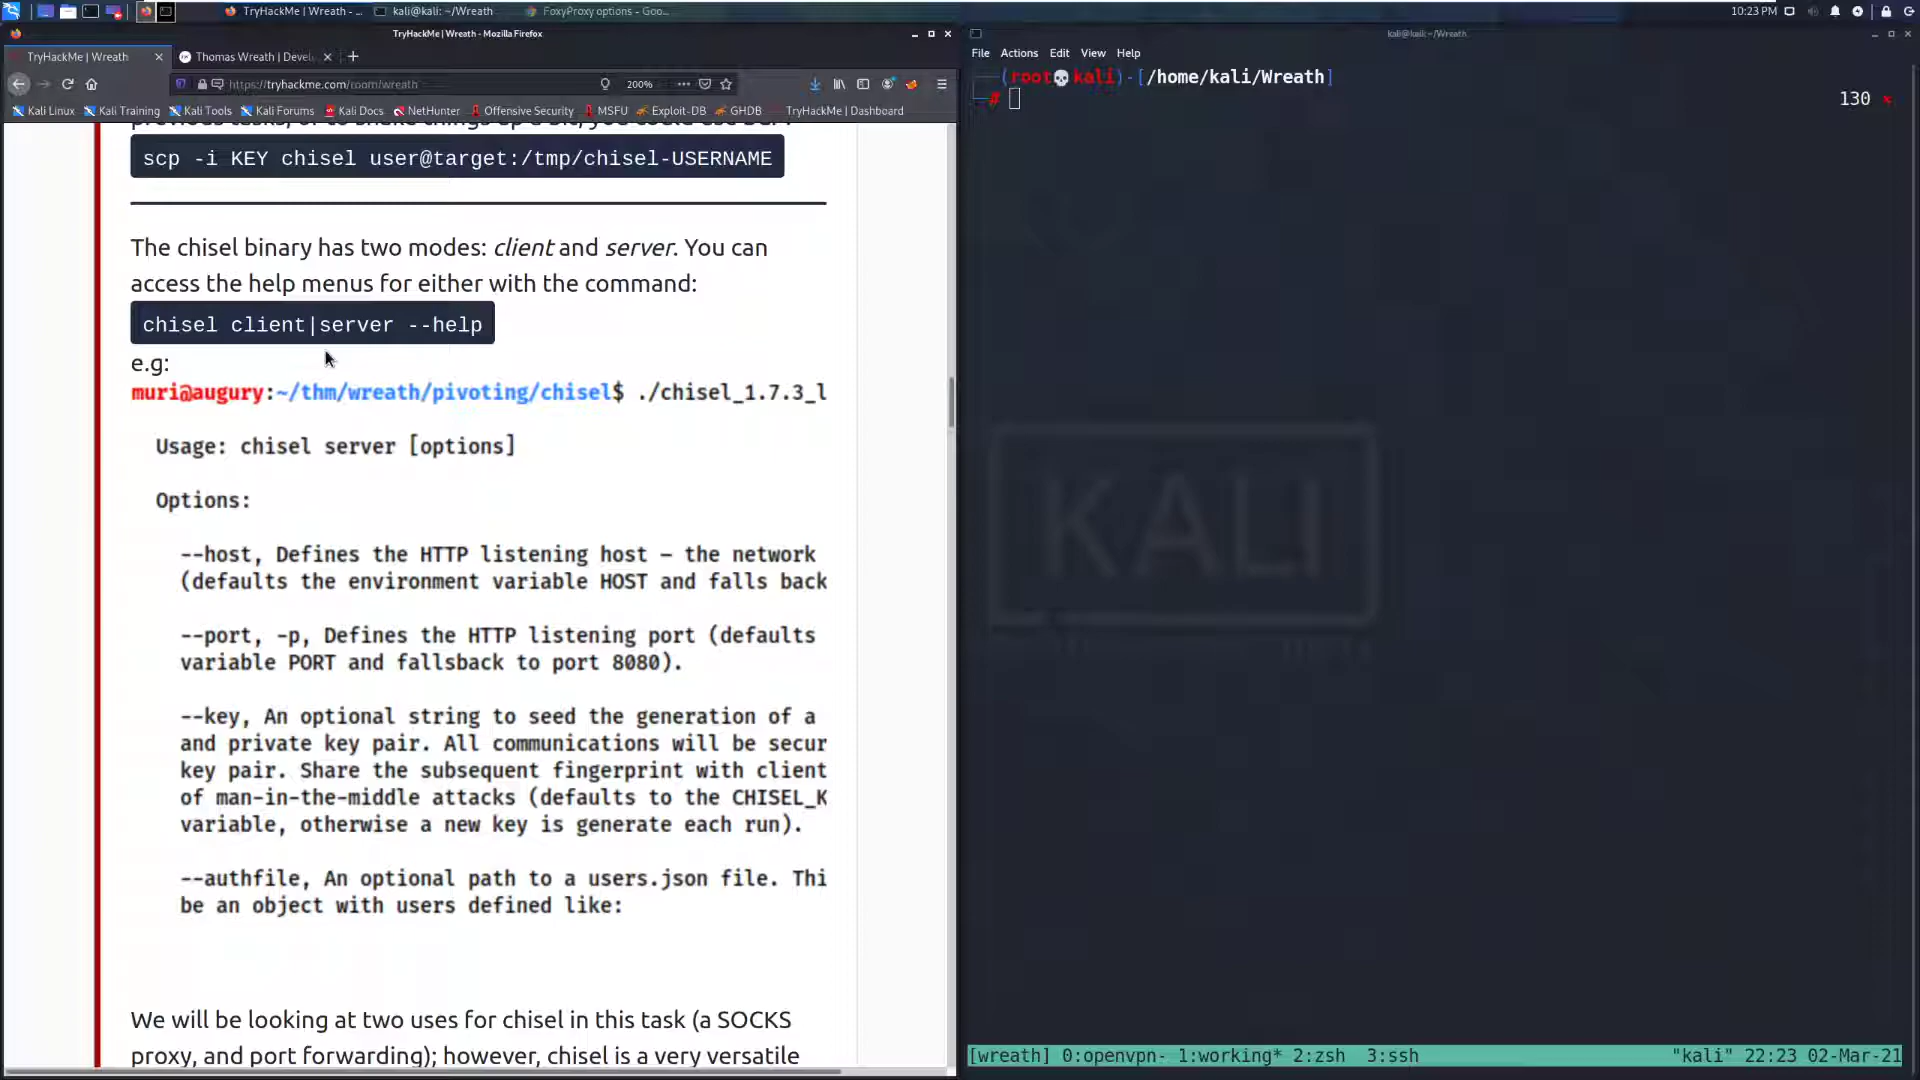 TryHackMe | Wreath - ...
kali@kali: ~/Wreath
FoxyProxy options - Goo...
10:23 PM
TryHackMe | Wreath - Mozilla Firefox
kali@kali: ~/Wreath
TryHackMe | Wreath
Thomas Wreath | Devel
File Actions Edit View Help
https://tryhackme.com/room/wreath
200%
Kali Linux Kali Training Kali Tools Kali Forums Kali Docs NetHunter Offensive Security MSFU Exploit-DB GHDB TryHackMe | Dashboard
(root💀kali)-[/home/kali/Wreath]
#
130
scp -i KEY chisel user@target:/tmp/chisel-USERNAME
The chisel binary has two modes: client and server. You can
access the help menus for either with the command:
chisel client|server --help
e.g:
muri@augury:~/thm/wreath/pivoting/chisel$ ./chisel_1.7.3_l
Usage: chisel server [options]
Options:
--host, Defines the HTTP listening host – the network
(defaults the environment variable HOST and falls back
--port, -p, Defines the HTTP listening port (defaults
variable PORT and fallsback to port 8080).
--key, An optional string to seed the generation of a
and private key pair. All communications will be secur
key pair. Share the subsequent fingerprint with client
of man-in-the-middle attacks (defaults to the CHISEL_K
variable, otherwise a new key is generate each run).
--authfile, An optional path to a users.json file. Thi
be an object with users defined like:
We will be looking at two uses for chisel in this task (a SOCKS
proxy, and port forwarding); however, chisel is a very versatile
KALI
[wreath] 0:openvpn- 1:working* 2:zsh 3:ssh
"kali" 22:23 02-Mar-21